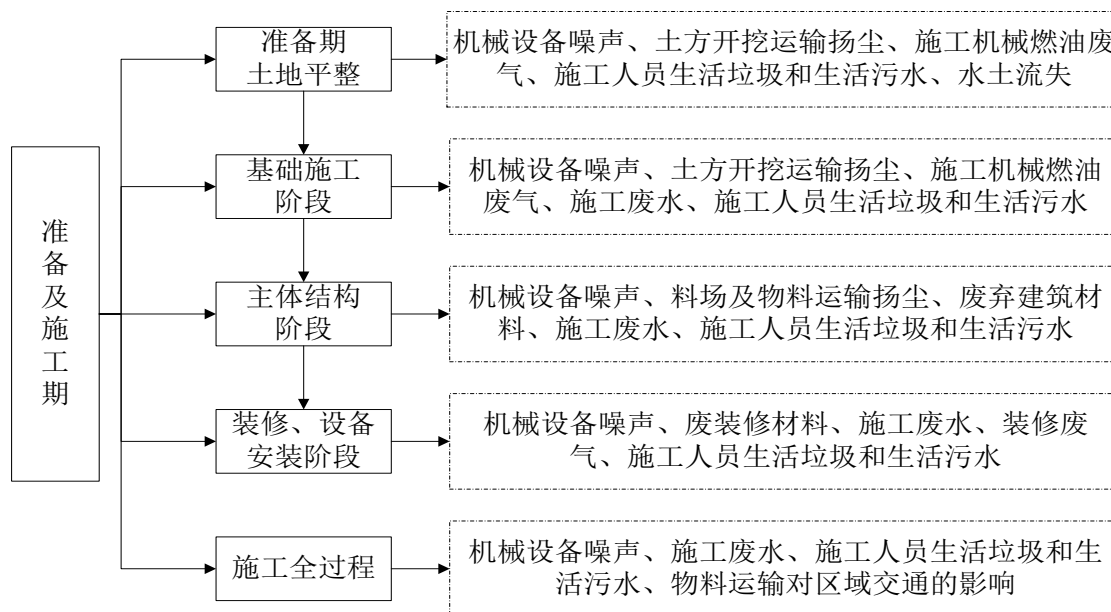 准备及施工期
准备期
土地平整
机械设备噪声、土方开挖运输扬尘、施工机械燃油废
气、施工人员生活垃圾和生活污水、水土流失
基础施工
阶段
机械设备噪声、土方开挖运输扬尘、施工机械燃油
废气、施工废水、施工人员生活垃圾和生活污水
主体结构
阶段
机械设备噪声、料场及物料运输扬尘、废弃建筑材
料、施工废水、施工人员生活垃圾和生活污水
装修、设备
安装阶段
机械设备噪声、废装修材料、施工废水、装修废
气、施工人员生活垃圾和生活污水
施工全过程
机械设备噪声、施工废水、施工人员生活垃圾和生
活污水、物料运输对区域交通的影响